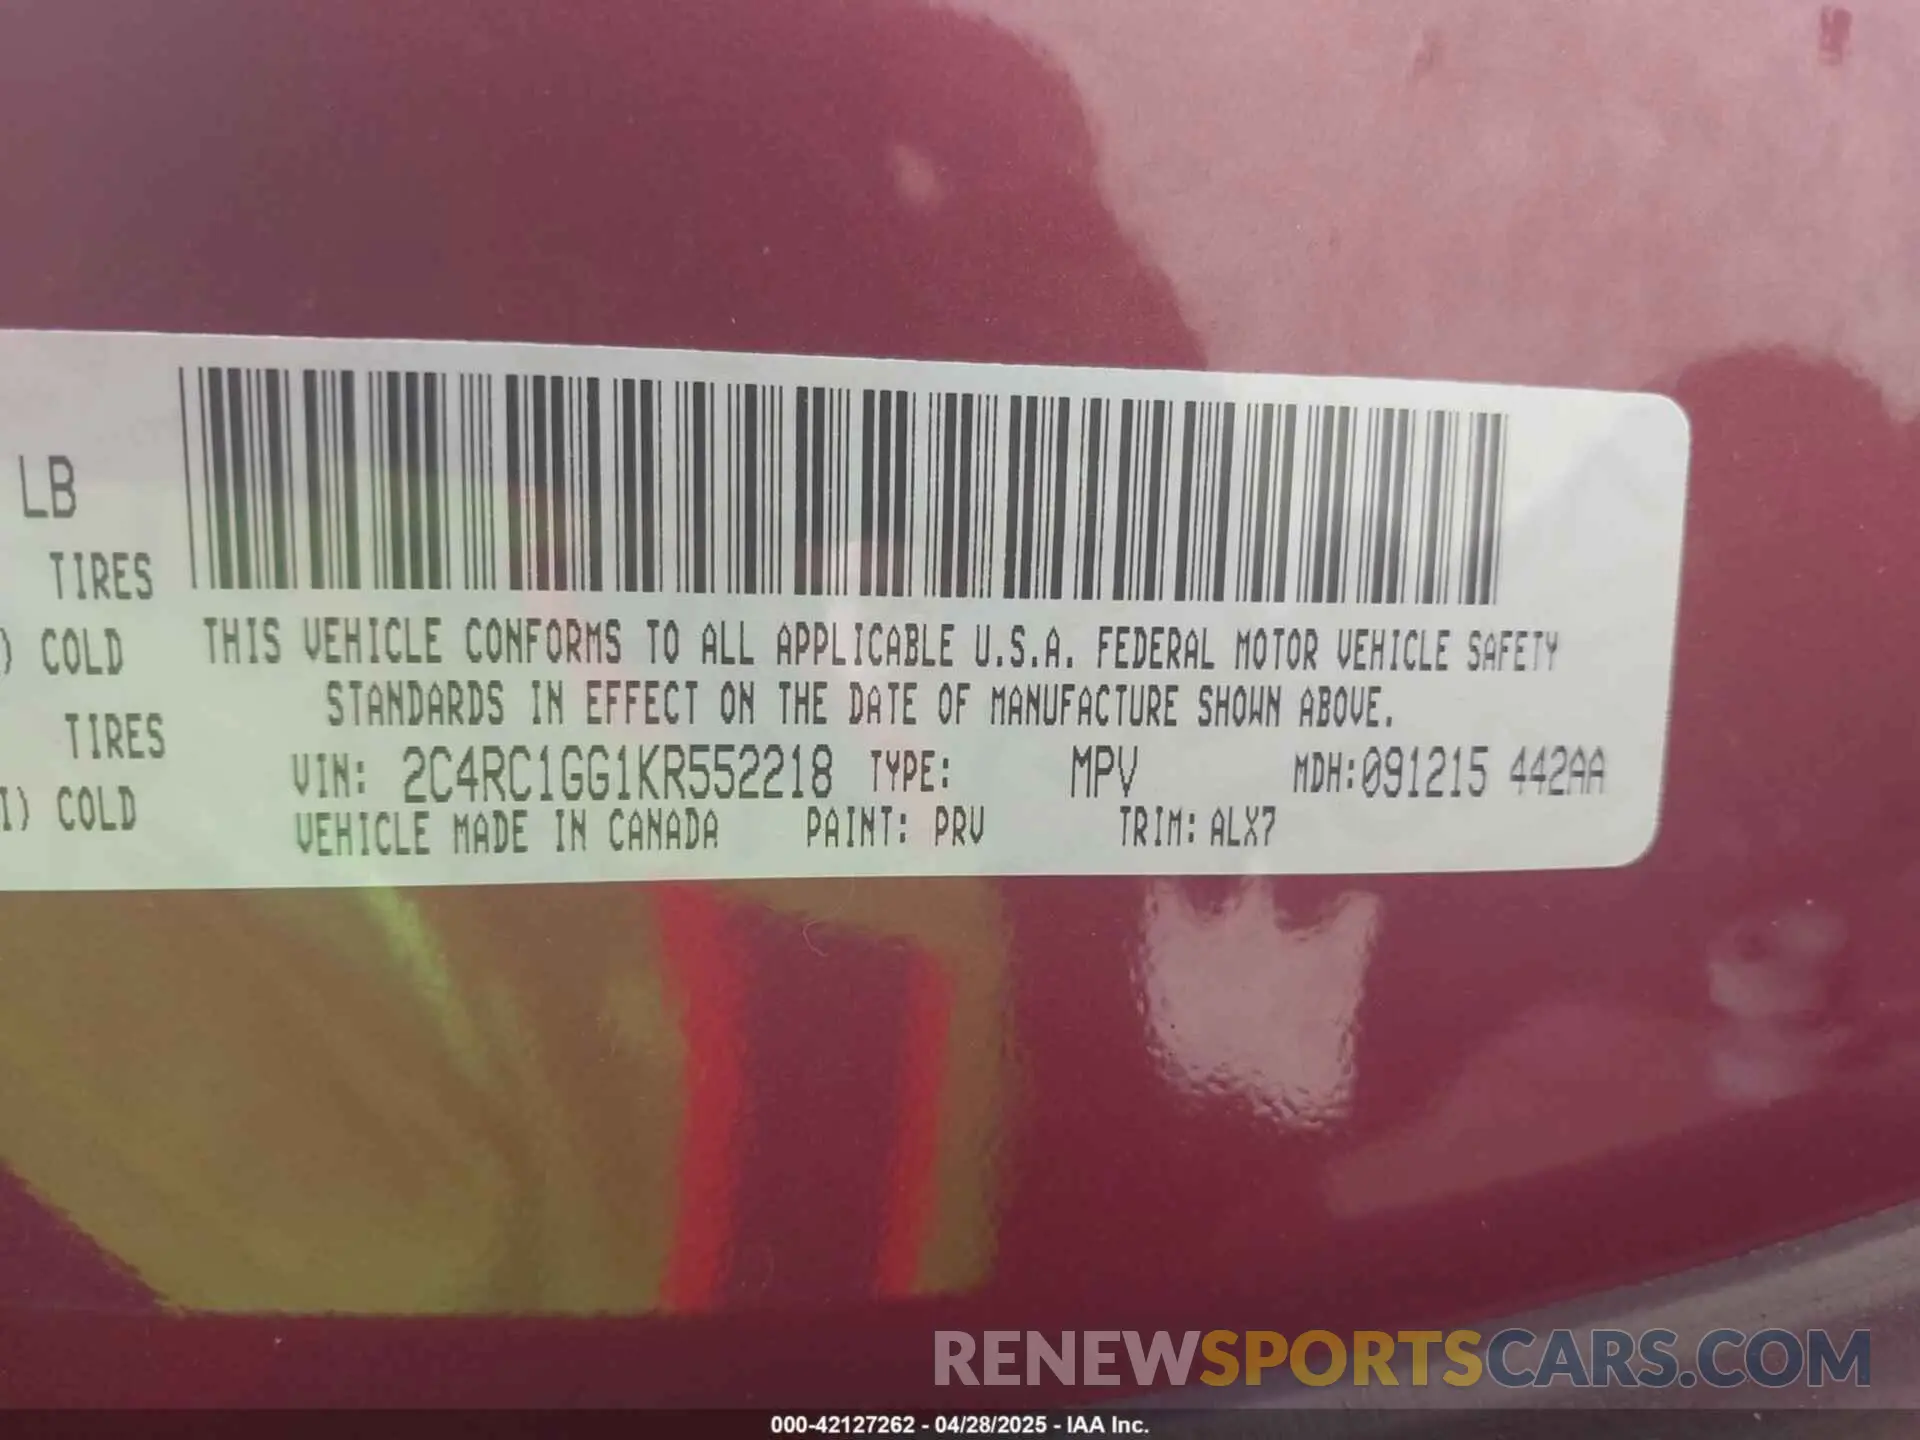 LB
TIRES
) COLD
TIRES
I) COLD
THIS VEHICLE CONFORMS TO ALL APPLICABLE U.S.A. FEDERAL MOTOR VEHICLE SAFETY
STANDARDS IN EFFECT ON THE DATE OF MANUFACTURE SHOWN ABOVE.
VIN: 2C4RC1GG1KR552218 TYPE: MPV MDH:091215 442AA
VEHICLE MADE IN CANADA PAINT: PRV TRIM: ALX7
RENEWSPORTSCARS.COM
000-42127262 - 04/28/2025 - IAA Inc.